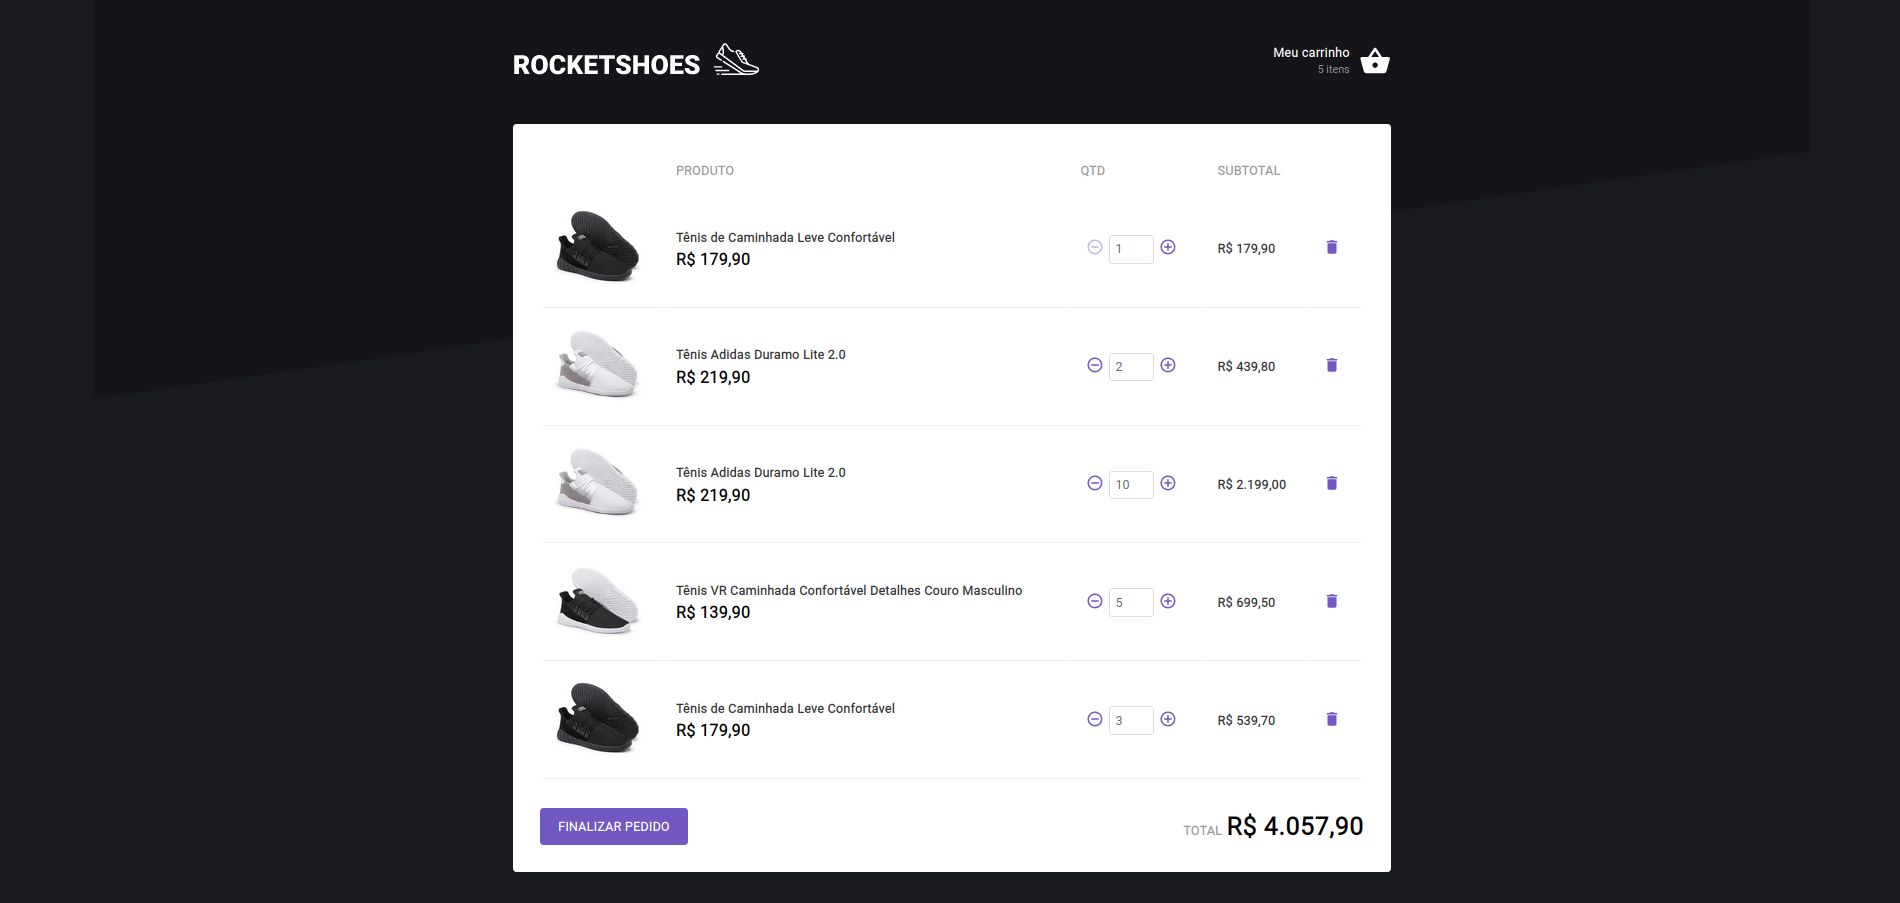 ROCKETSHOES
Meu carrinho
5 itens
PRODUTO QTD SUBTOTAL
Tênis de Caminhada Leve Confortável
R$ 179,90
1
R$ 179,90
Tênis Adidas Duramo Lite 2.0
R$ 219,90
2
R$ 439,80
Tênis Adidas Duramo Lite 2.0
R$ 219,90
10
R$ 2.199,00
Tênis VR Caminhada Confortável Detalhes Couro Masculino
R$ 139,90
5
R$ 699,50
Tênis de Caminhada Leve Confortável
R$ 179,90
3
R$ 539,70
FINALIZAR PEDIDO
TOTAL R$ 4.057,90